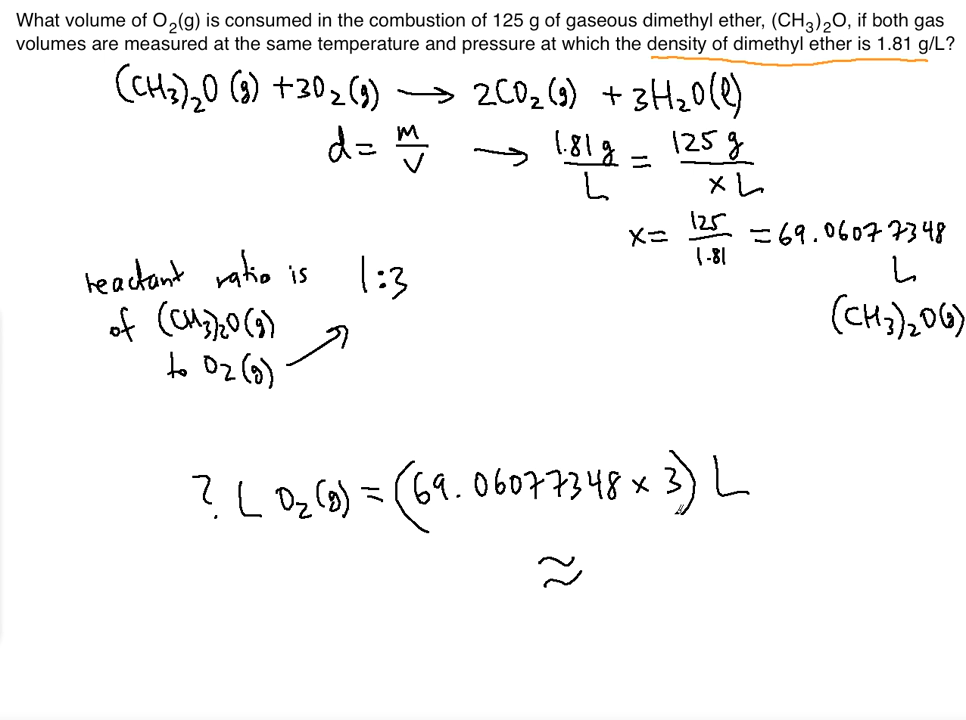 What volume of O₂(g) is consumed in the combustion of 125 g of gaseous dimethyl ether, (CH₃)₂O, if both gas
volumes are measured at the same temperature and pressure at which the density of dimethyl ether is 1.81 g/L?
(CH₃)₂O (g) + 3O₂(g) → 2CO₂(g) + 3H₂O(l)
d = m/V → 1.81 g/L = 125 g/x L
x = 125/1.81 = 69.06077348
L
(CH₃)₂O(g)
reactant ratio is 1:3
of (CH₃)₂O(g)
to O₂(g)
? L O₂(g) = (69.06077348 × 3) L
≈